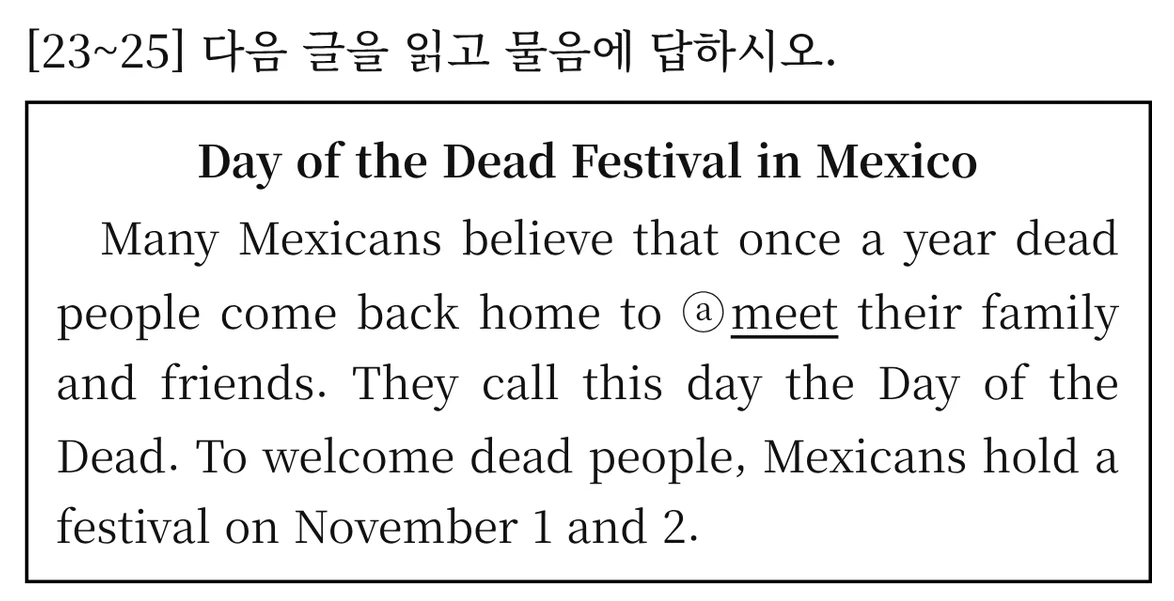 [23~25] 다음 글을 읽고 물음에 답하시오.
Day of the Dead Festival in Mexico
Many Mexicans believe that once a year dead
people come back home to ⓐmeet their family
and friends. They call this day the Day of the
Dead. To welcome dead people, Mexicans hold a
festival on November 1 and 2.